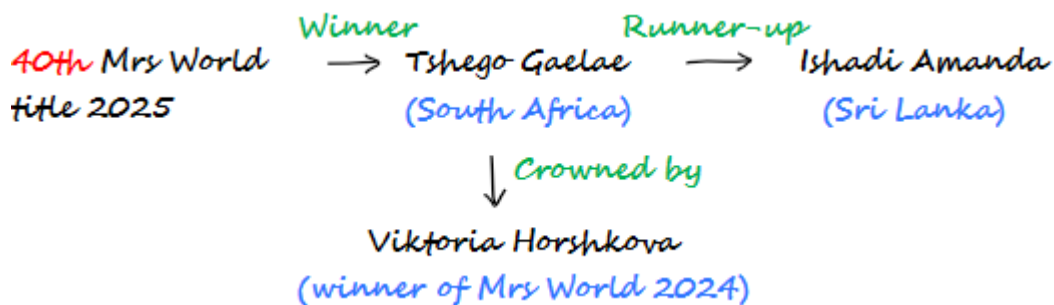 Winner
Runner-up
40th Mrs World
title 2025
Tshego Gaelae
(South Africa)
Ishadi Amanda
(Sri Lanka)
Crowned by
Viktoria Horshkova
(winner of Mrs World 2024)